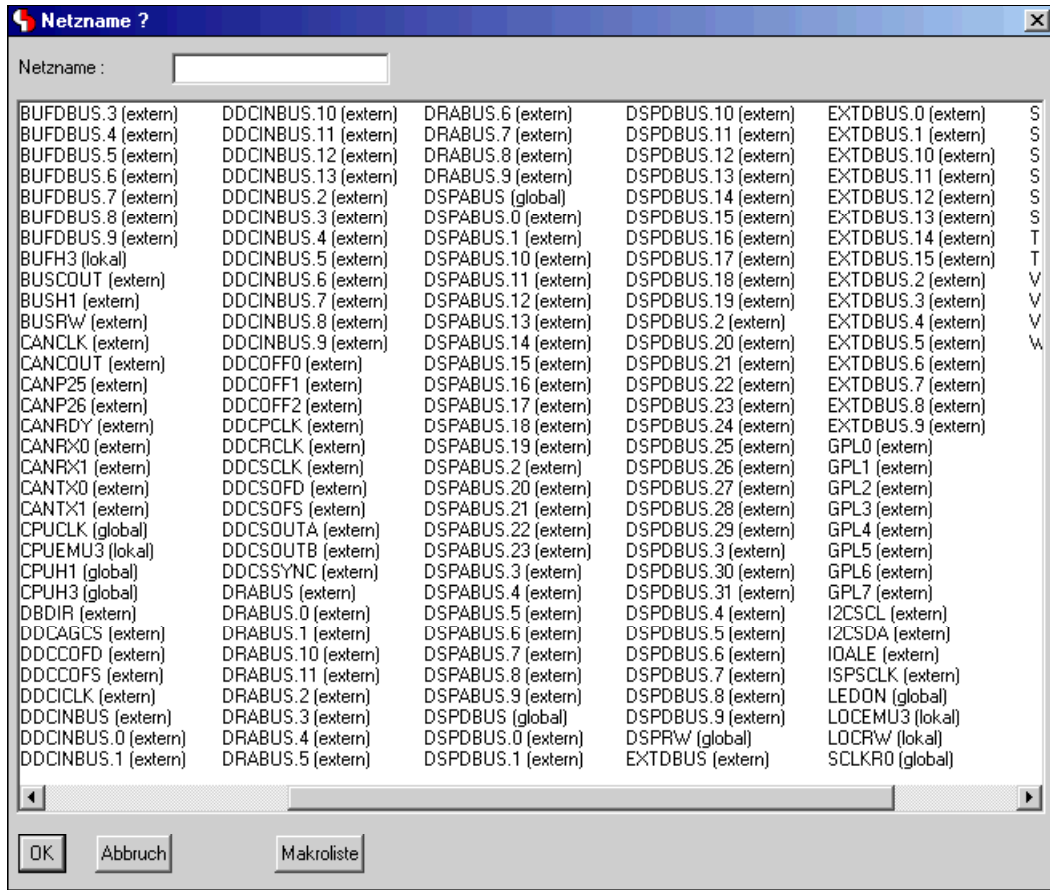 Netzname ?
Netzname :
BUFDBUS.3 (extern)
BUFDBUS.4 (extern)
BUFDBUS.5 (extern)
BUFDBUS.6 (extern)
BUFDBUS.7 (extern)
BUFDBUS.8 (extern)
BUFDBUS.9 (extern)
BUFH3 (lokal)
BUSCOUT (extern)
BUSH1 (extern)
BUSRW (extern)
CANCLK (extern)
CANCOUT (extern)
CANP25 (extern)
CANP26 (extern)
CANRDY (extern)
CANRX0 (extern)
CANRX1 (extern)
CANTX0 (extern)
CANTX1 (extern)
CPUCLK (global)
CPUEMU3 (lokal)
CPUH1 (global)
CPUH3 (global)
DBDIR (extern)
DDCAGCS (extern)
DDCCOFD (extern)
DDCCOFS (extern)
DDCICLK (extern)
DDCINBUS (extern)
DDCINBUS.0 (extern)
DDCINBUS.1 (extern)
DDCINBUS.10 (extern)
DDCINBUS.11 (extern)
DDCINBUS.12 (extern)
DDCINBUS.13 (extern)
DDCINBUS.2 (extern)
DDCINBUS.3 (extern)
DDCINBUS.4 (extern)
DDCINBUS.5 (extern)
DDCINBUS.6 (extern)
DDCINBUS.7 (extern)
DDCINBUS.8 (extern)
DDCINBUS.9 (extern)
DDCOFF0 (extern)
DDCOFF1 (extern)
DDCOFF2 (extern)
DDCPCLK (extern)
DDCRCLK (extern)
DDCSCLK (extern)
DDCSOFD (extern)
DDCSOFS (extern)
DDCSOUTA (extern)
DDCSOUTB (extern)
DDCSSYNC (extern)
DRABUS (extern)
DRABUS.0 (extern)
DRABUS.1 (extern)
DRABUS.10 (extern)
DRABUS.11 (extern)
DRABUS.2 (extern)
DRABUS.3 (extern)
DRABUS.4 (extern)
DRABUS.5 (extern)
DRABUS.6 (extern)
DRABUS.7 (extern)
DRABUS.8 (extern)
DRABUS.9 (extern)
DSPABUS (global)
DSPABUS.0 (extern)
DSPABUS.1 (extern)
DSPABUS.10 (extern)
DSPABUS.11 (extern)
DSPABUS.12 (extern)
DSPABUS.13 (extern)
DSPABUS.14 (extern)
DSPABUS.15 (extern)
DSPABUS.16 (extern)
DSPABUS.17 (extern)
DSPABUS.18 (extern)
DSPABUS.19 (extern)
DSPABUS.2 (extern)
DSPABUS.20 (extern)
DSPABUS.21 (extern)
DSPABUS.22 (extern)
DSPABUS.23 (extern)
DSPABUS.3 (extern)
DSPABUS.4 (extern)
DSPABUS.5 (extern)
DSPABUS.6 (extern)
DSPABUS.7 (extern)
DSPABUS.8 (extern)
DSPABUS.9 (extern)
DSPDBUS (global)
DSPDBUS.0 (extern)
DSPDBUS.1 (extern)
DSPDBUS.10 (extern)
DSPDBUS.11 (extern)
DSPDBUS.12 (extern)
DSPDBUS.13 (extern)
DSPDBUS.14 (extern)
DSPDBUS.15 (extern)
DSPDBUS.16 (extern)
DSPDBUS.17 (extern)
DSPDBUS.18 (extern)
DSPDBUS.19 (extern)
DSPDBUS.2 (extern)
DSPDBUS.20 (extern)
DSPDBUS.21 (extern)
DSPDBUS.22 (extern)
DSPDBUS.23 (extern)
DSPDBUS.24 (extern)
DSPDBUS.25 (extern)
DSPDBUS.26 (extern)
DSPDBUS.27 (extern)
DSPDBUS.28 (extern)
DSPDBUS.29 (extern)
DSPDBUS.3 (extern)
DSPDBUS.30 (extern)
DSPDBUS.31 (extern)
DSPDBUS.4 (extern)
DSPDBUS.5 (extern)
DSPDBUS.6 (extern)
DSPDBUS.7 (extern)
DSPDBUS.8 (extern)
DSPDBUS.9 (extern)
DSPRW (global)
EXTDBUS (extern)
EXTDBUS.0 (extern)
EXTDBUS.1 (extern)
EXTDBUS.10 (extern)
EXTDBUS.11 (extern)
EXTDBUS.12 (extern)
EXTDBUS.13 (extern)
EXTDBUS.14 (extern)
EXTDBUS.15 (extern)
EXTDBUS.2 (extern)
EXTDBUS.3 (extern)
EXTDBUS.4 (extern)
EXTDBUS.5 (extern)
EXTDBUS.6 (extern)
EXTDBUS.7 (extern)
EXTDBUS.8 (extern)
EXTDBUS.9 (extern)
GPL0 (extern)
GPL1 (extern)
GPL2 (extern)
GPL3 (extern)
GPL4 (extern)
GPL5 (extern)
GPL6 (extern)
GPL7 (extern)
I2CSCL (extern)
I2CSDA (extern)
IOALE (extern)
ISPSCLK (extern)
LEDON (global)
LOCEMU3 (lokal)
LOCRW (lokal)
SCLKR0 (global)
S
S
S
S
S
S
T
T
V
V
V
OK
Abbruch
Makroliste